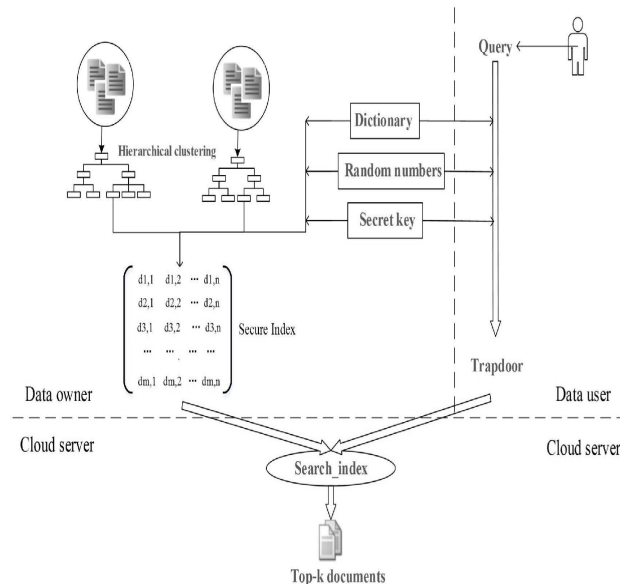 Query
Dictionary
Hierarchical clustering
Random numbers
Secret key
d1,1 d1,2 ··· d1,n
d2,1 d2,2 ··· d2,n
d3,1 d3,2 ··· d3,n
Secure Index
··· ··· . ··· ···
dm,1 dm,2 ··· dm,n
Trapdoor
Data owner
Data user
Cloud server
Cloud server
Search_index
Top-k documents